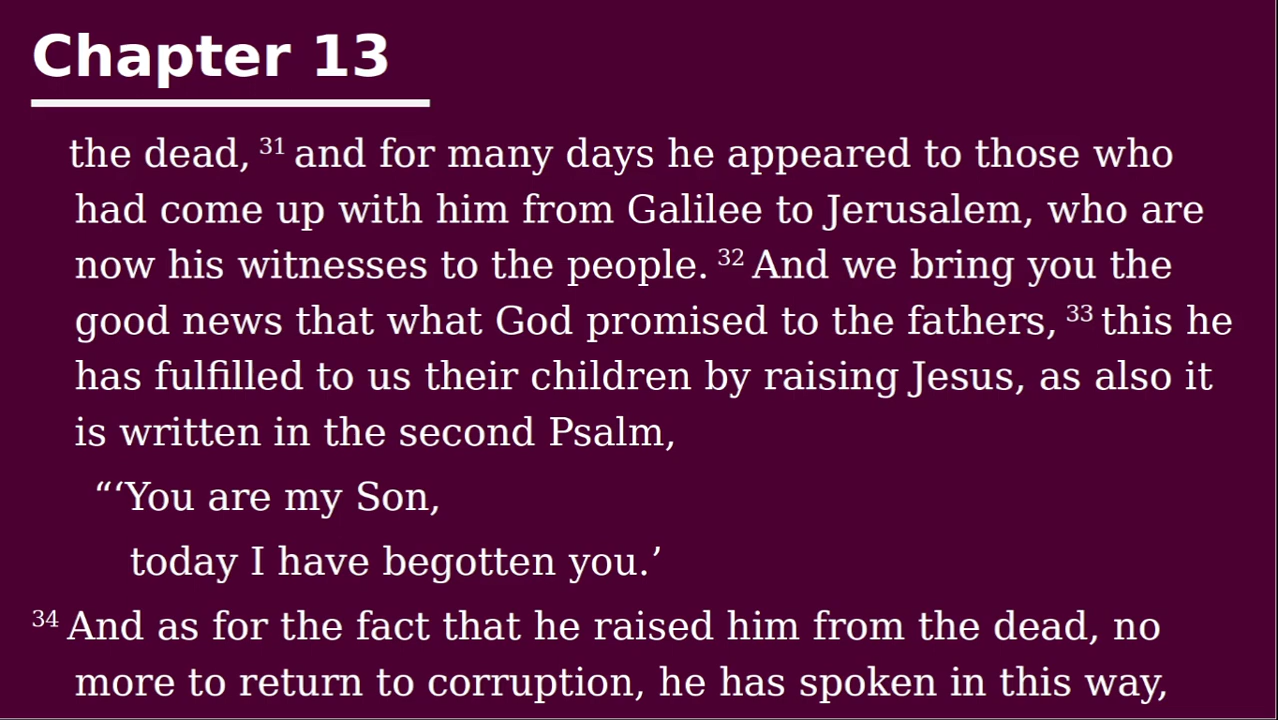 Chapter 13
the dead, 31 and for many days he appeared to those who
had come up with him from Galilee to Jerusalem, who are
now his witnesses to the people. 32 And we bring you the
good news that what God promised to the fathers, 33 this he
has fulfilled to us their children by raising Jesus, as also it
is written in the second Psalm,
“‘You are my Son,
today I have begotten you.’
34 And as for the fact that he raised him from the dead, no
more to return to corruption, he has spoken in this way,